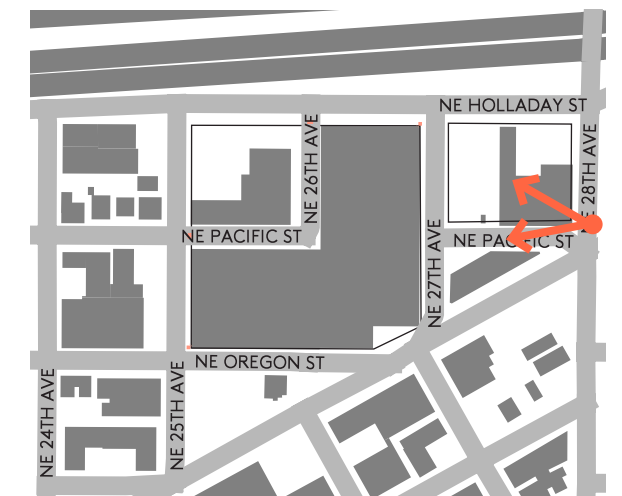 NE HOLLADAY ST
NE 26TH AVE
NE 28TH AVE
NE PACIFIC ST
NE PACIFIC ST
NE 27TH AVE
NE OREGON ST
NE 24TH AVE
NE 25TH AVE